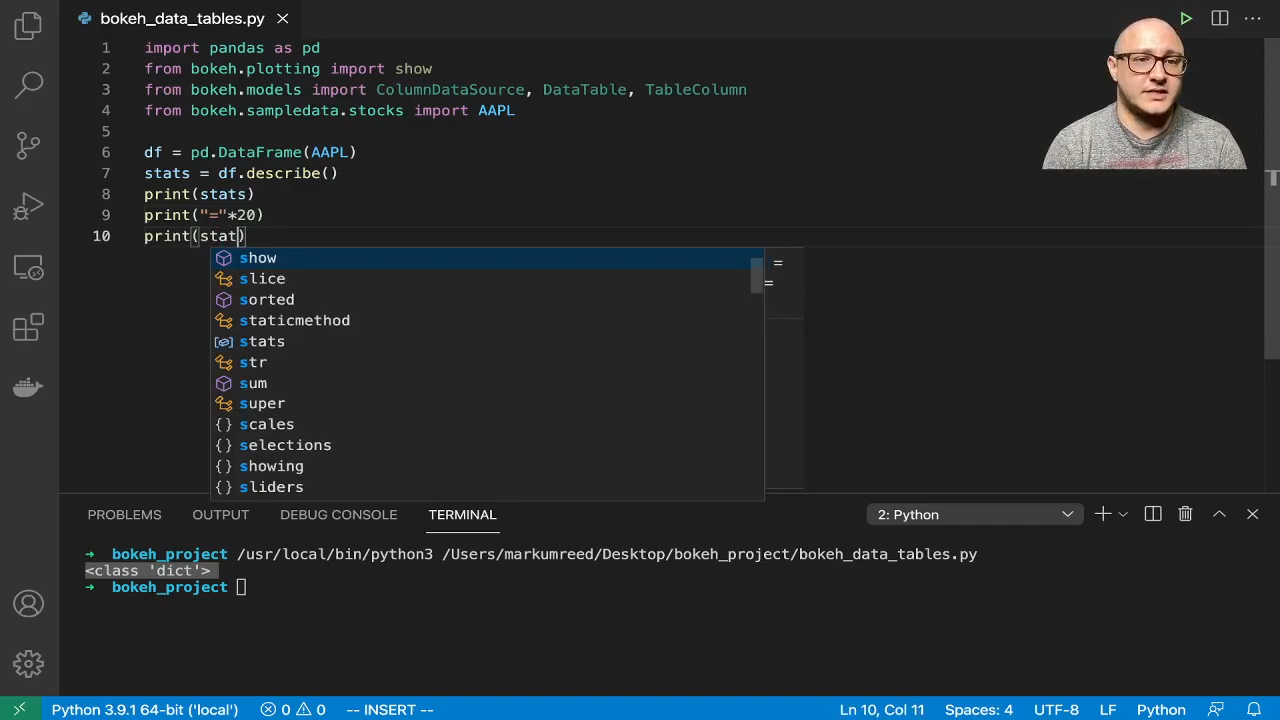 bokeh_data_tables.py
1 import pandas as pd
2 from bokeh.plotting import show
3 from bokeh.models import ColumnDataSource, DataTable, TableColumn
4 from bokeh.sampledata.stocks import AAPL
5
6 df = pd.DataFrame(AAPL)
7 stats = df.describe()
8 print(stats)
9 print("="*20)
10 print(stat)
show
slice
sorted
staticmethod
stats
str
sum
super
scales
selections
showing
sliders
=
=
PROBLEMS OUTPUT DEBUG CONSOLE TERMINAL 2: Python
→ bokeh_project /usr/local/bin/python3 /Users/markumreed/Desktop/bokeh_project/bokeh_data_tables.py
<class 'dict'>
→ bokeh_project
Python 3.9.1 64-bit ('local') 0 0 -- INSERT -- Ln 10, Col 11 Spaces: 4 UTF-8 LF Python